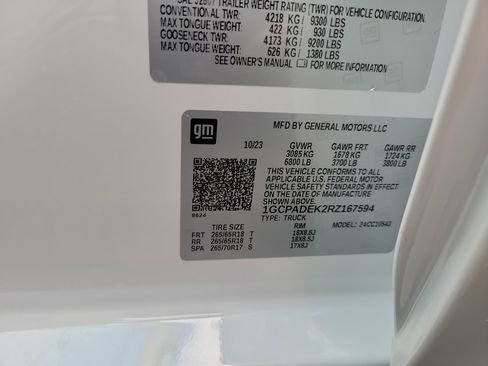 SAE J2807 TRAILER WEIGHT RATING (TWR) FOR VEHICLE CONFIGURATION.
CONVENTIONAL TWR: 4218 KG / 9300 LBS
MAX TONGUE WEIGHT: 422 KG / 930 LBS
GOOSENECK TWR: 4173 KG / 9200 LBS
MAX TONGUE WEIGHT: 626 KG / 1380 LBS
SEE OWNER'S MANUAL FOR MORE INFORMATION
gm
MFD BY GENERAL MOTORS LLC
10/23 GVWR GAWR FRT GAWR RR
3085 KG 1678 KG 1724 KG
6800 LB 3700 LB 3800 LB
THIS VEHICLE CONFORMS TO ALL APPLICABLE
U.S. FEDERAL MOTOR VEHICLE
SAFETY STANDARDS IN EFFECT ON THE DATE OF
MANUFACTURE SHOWN ABOVE.
1GCPADEK2RZ167594
TYPE: TRUCK MODEL: 24CC10543
8624
TIRE SIZE RIM
FRT 265/65R18 T 18X8.5J
RR 265/65R18 T 18X8.5J
SPA 265/70R17 S 17X8J